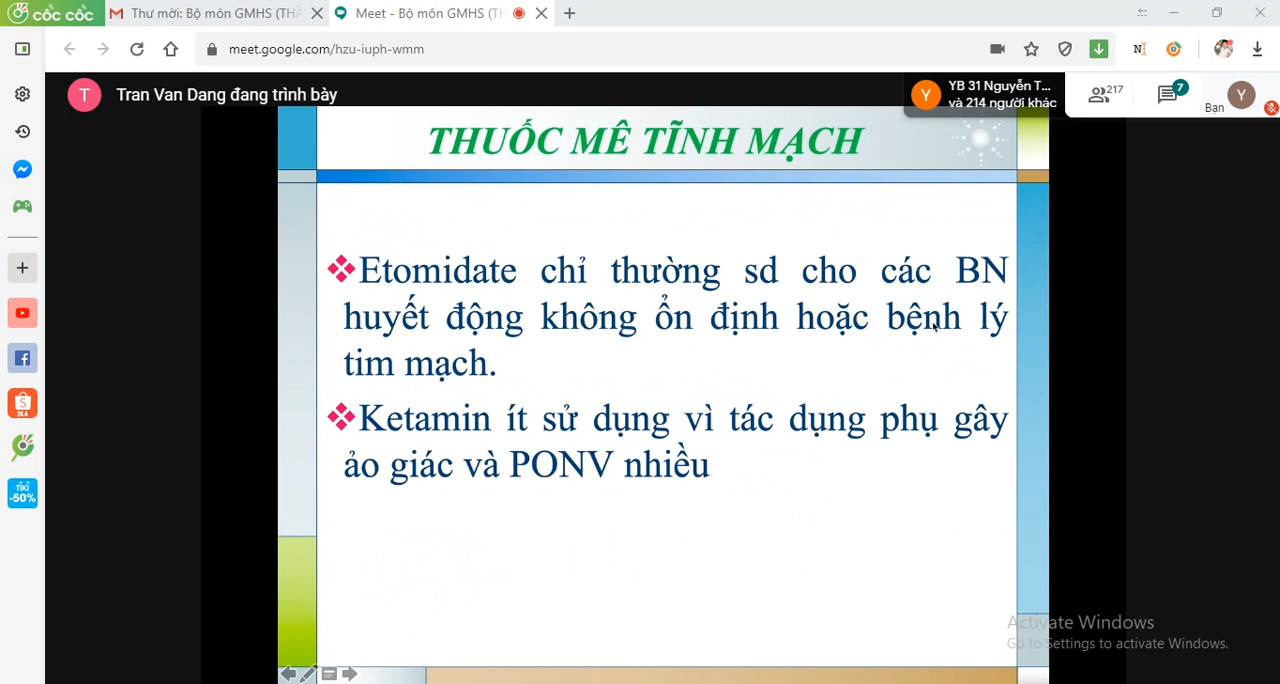 cốc cốc
Thư mời: Bộ môn GMHS (TH
Meet - Bộ môn GMHS (TH
meet.google.com/hzu-iuph-wmm
T
Tran Van Dang đang trình bày
Y
YB 31 Nguyễn T...
và 214 người khác
217
7
Bạn
Y
THUỐC MÊ TĨNH MẠCH
Etomidate chỉ thường sd cho các BN
huyết động không ổn định hoặc bệnh lý
tim mạch.
Ketamin ít sử dụng vì tác dụng phụ gây
ảo giác và PONV nhiều
TIKI
-50%
Activate Windows
Go to Settings to activate Windows.